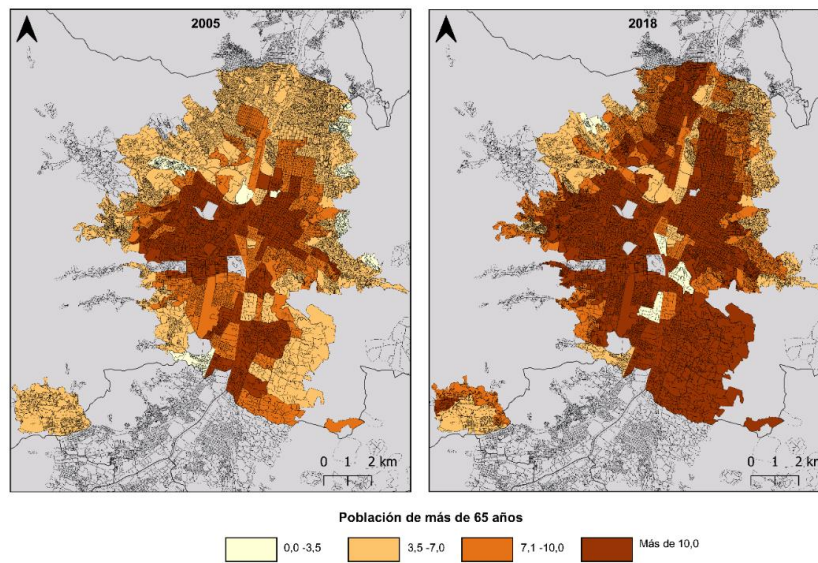 2005
2018
0 1 2 km
0 1 2 km
Población de más de 65 años
0,0 -3,5
3,5 -7,0
7,1 -10,0
Más de 10,0